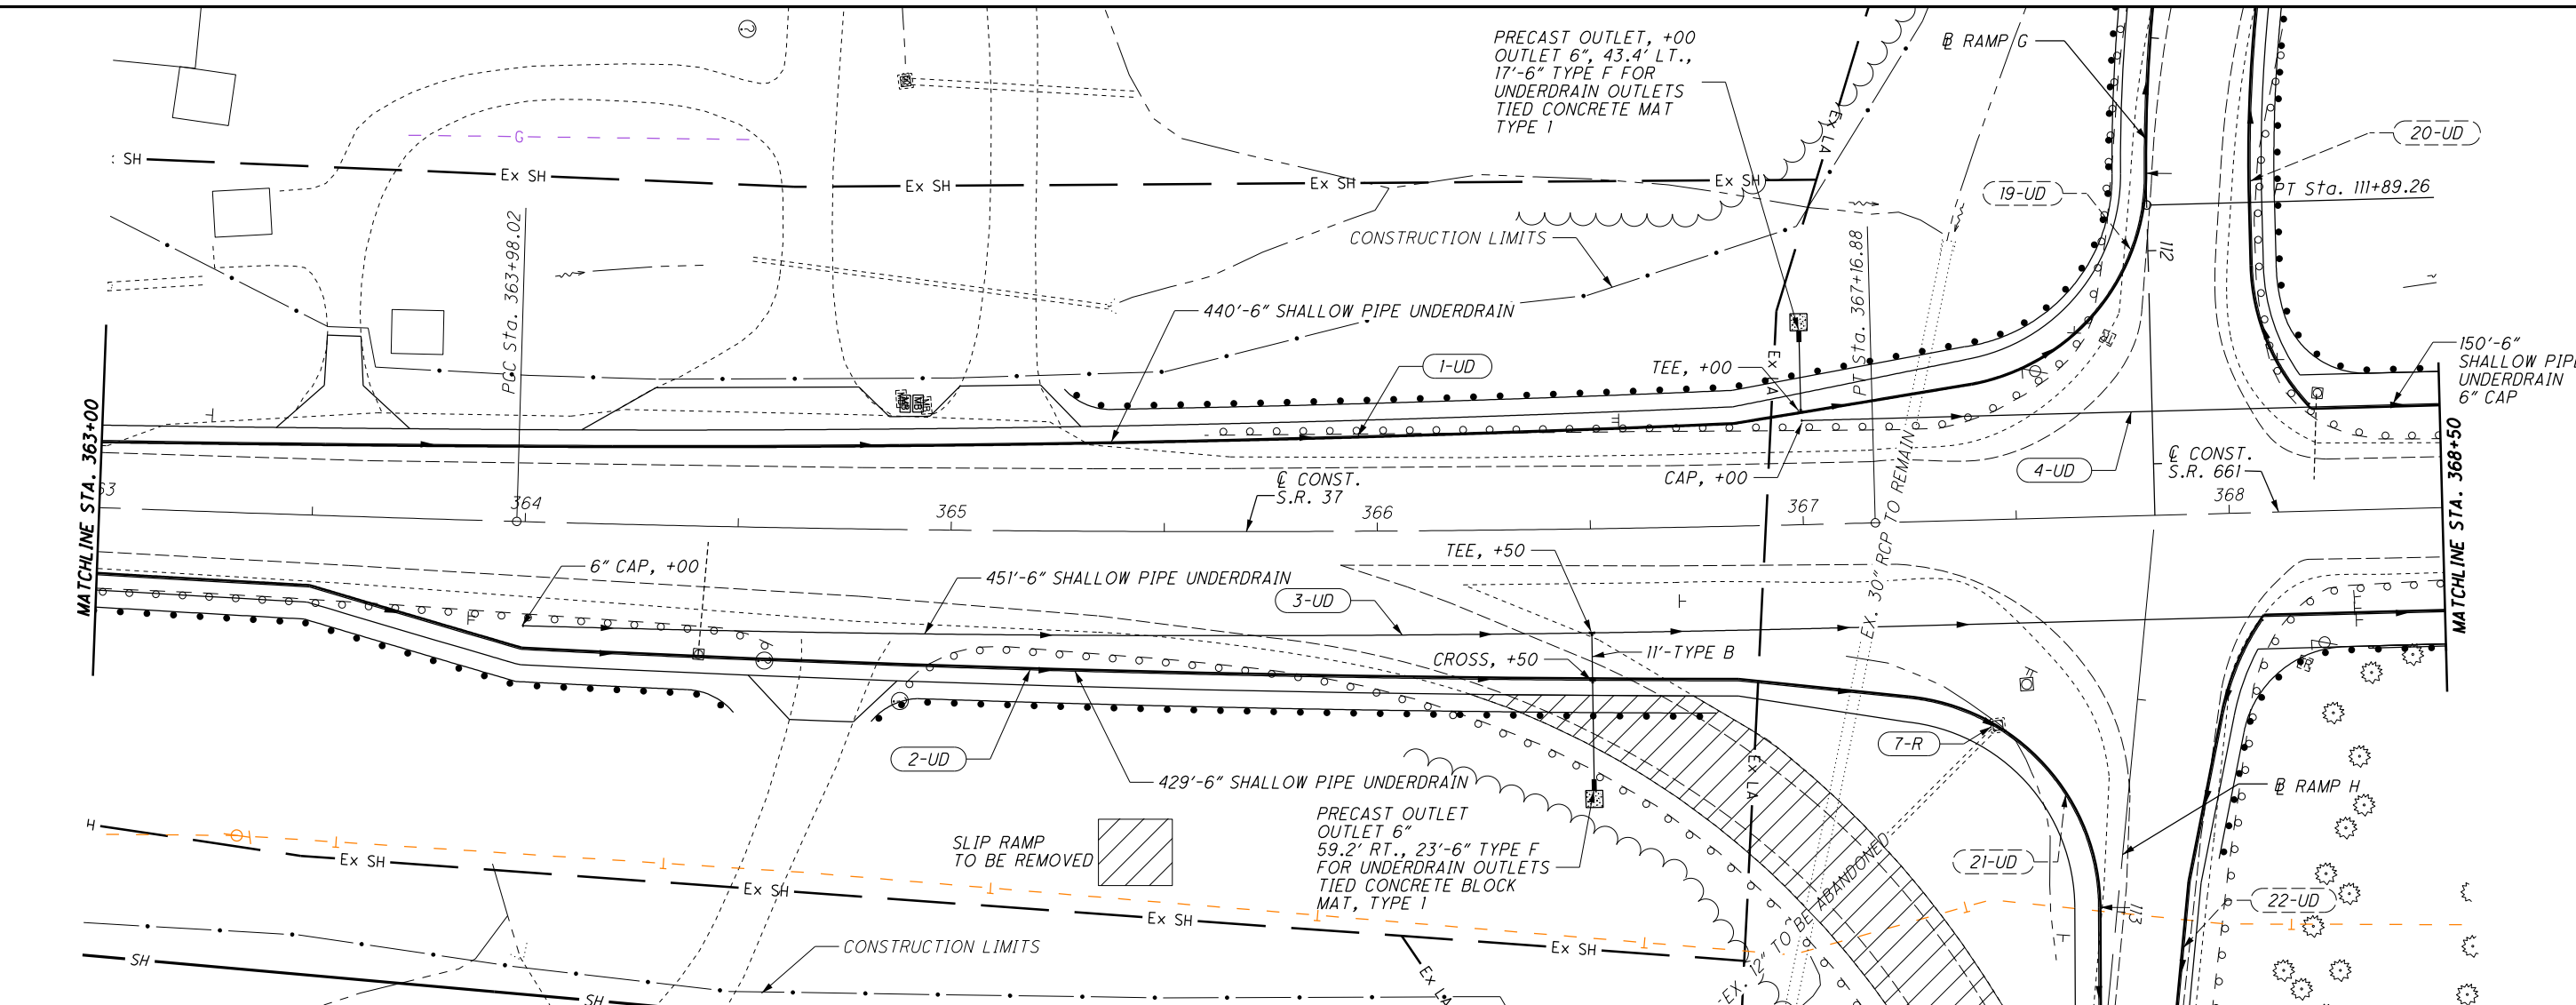 PRECAST OUTLET, +00
OUTLET 6", 43.4' LT.,
17'-6" TYPE F FOR
UNDERDRAIN OUTLETS
TIED CONCRETE MAT
TYPE 1
℄ RAMP G
20-UD
19-UD
PT Sta. 111+89.26
Ex LA
G
SH
Ex SH
Ex SH
Ex SH
Ex SH
PCC Sta. 363+98.02
CONSTRUCTION LIMITS
PT Sta. 367+16.88
112
440'-6" SHALLOW PIPE UNDERDRAIN
1-UD
TEE, +00
Ex LA
150'-6"
SHALLOW PIPE
UNDERDRAIN
6" CAP
MB
MB
MATCHLINE STA. 363+00
MATCHLINE STA. 368+50
CAP, +00
4-UD
℄ CONST.
S.R. 661
℄ CONST.
S.R. 37
63
364
365
366
367
368
EX. 30" RCP TO REMAIN
6" CAP, +00
451'-6" SHALLOW PIPE UNDERDRAIN
3-UD
TEE, +50
11'-TYPE B
CROSS, +50
2-UD
429'-6" SHALLOW PIPE UNDERDRAIN
7-R
Ex LA
SLIP RAMP
TO BE REMOVED
PRECAST OUTLET
OUTLET 6"
59.2' RT., 23'-6" TYPE F
FOR UNDERDRAIN OUTLETS
TIED CONCRETE BLOCK
MAT, TYPE 1
℄ RAMP H
21-UD
22-UD
113
EX. 12" TO BE ABANDONED
H
Ex SH
Ex SH
Ex SH
Ex SH
CONSTRUCTION LIMITS
SH
SH
Ex LA